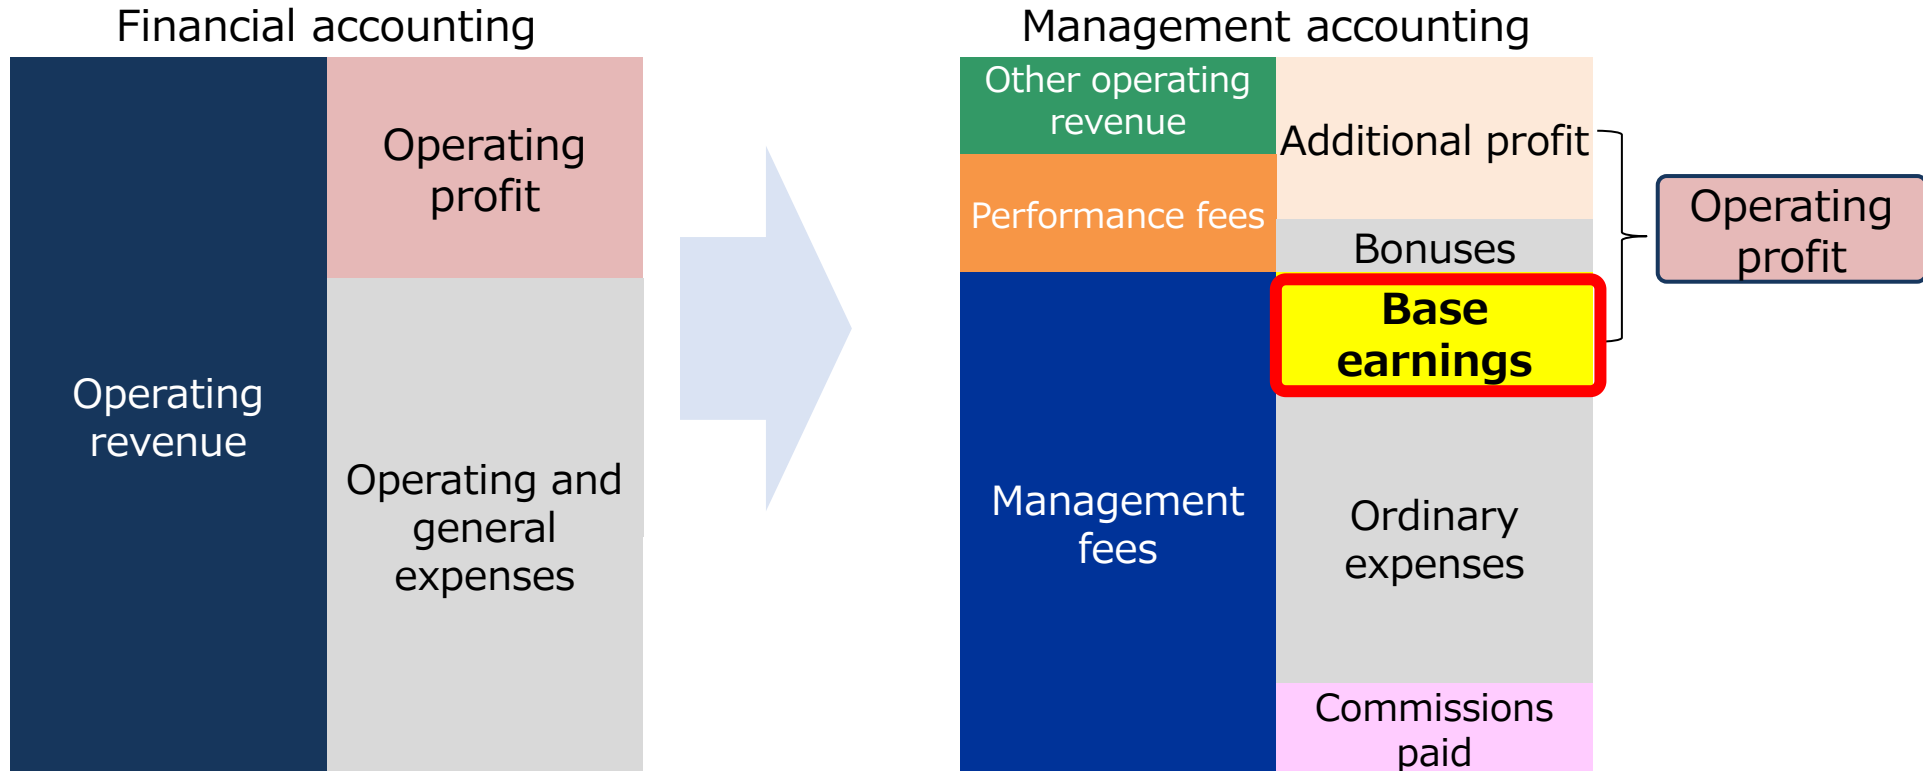 Financial accounting
Operating
revenue
Operating
profit
Operating and
general
expenses
Management accounting
Other operating
revenue
Performance fees
Management
fees
Additional profit
Bonuses
Base
earnings
Ordinary
expenses
Commissions
paid
Operating
profit